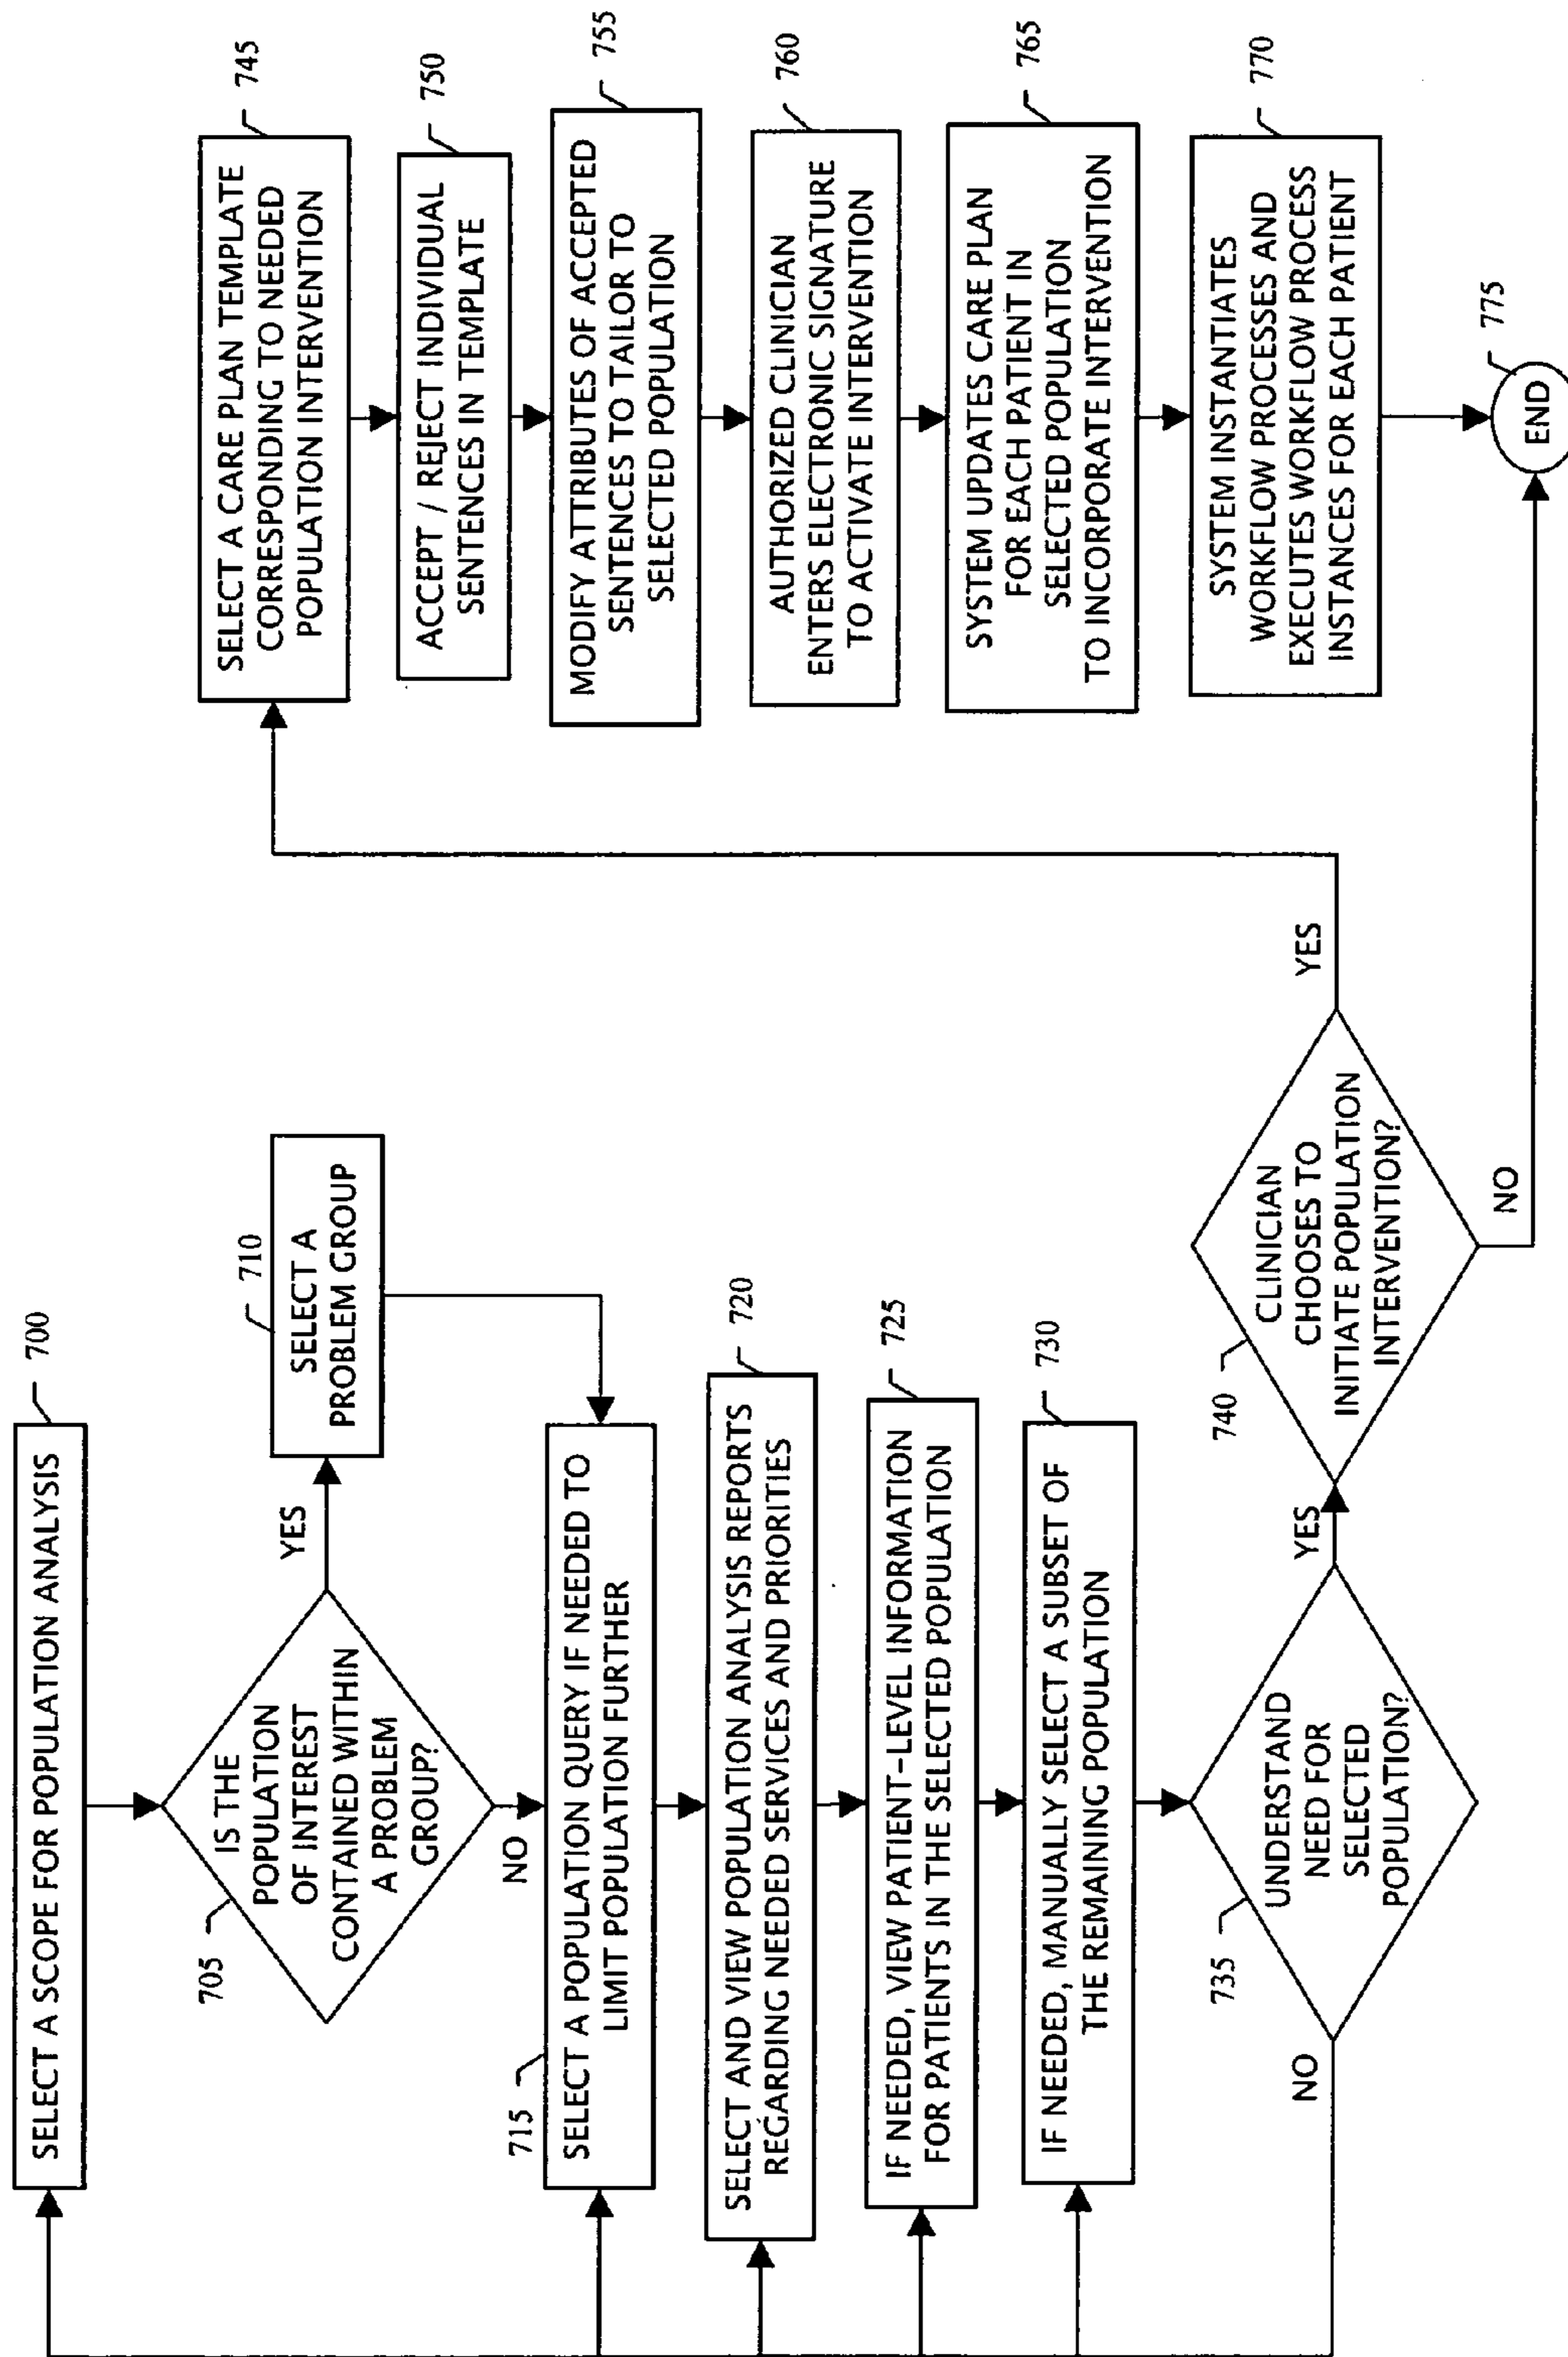 700
SELECT A SCOPE FOR POPULATION ANALYSIS
705
IS THE
POPULATION
OF INTEREST
CONTAINED WITHIN
A PROBLEM
GROUP?
YES
NO
710
SELECT A
PROBLEM GROUP
715
SELECT A POPULATION QUERY IF NEEDED TO
LIMIT POPULATION FURTHER
720
SELECT AND VIEW POPULATION ANALYSIS REPORTS
REGARDING NEEDED SERVICES AND PRIORITIES
725
IF NEEDED, VIEW PATIENT-LEVEL INFORMATION
FOR PATIENTS IN THE SELECTED POPULATION
730
IF NEEDED, MANUALLY SELECT A SUBSET OF
THE REMAINING POPULATION
735
UNDERSTAND
NEED FOR
SELECTED
POPULATION?
NO
YES
740
CLINICIAN
CHOOSES TO
INITIATE POPULATION
INTERVENTION?
YES
NO
745
SELECT A CARE PLAN TEMPLATE
CORRESPONDING TO NEEDED
POPULATION INTERVENTION
750
ACCEPT / REJECT INDIVIDUAL
SENTENCES IN TEMPLATE
755
MODIFY ATTRIBUTES OF ACCEPTED
SENTENCES TO TAILOR TO
SELECTED POPULATION
760
AUTHORIZED CLINICIAN
ENTERS ELECTRONIC SIGNATURE
TO ACTIVATE INTERVENTION
765
SYSTEM UPDATES CARE PLAN
FOR EACH PATIENT IN
SELECTED POPULATION
TO INCORPORATE INTERVENTION
770
SYSTEM INSTANTIATES
WORKFLOW PROCESSES AND
EXECUTES WORKFLOW PROCESS
INSTANCES FOR EACH PATIENT
775
END